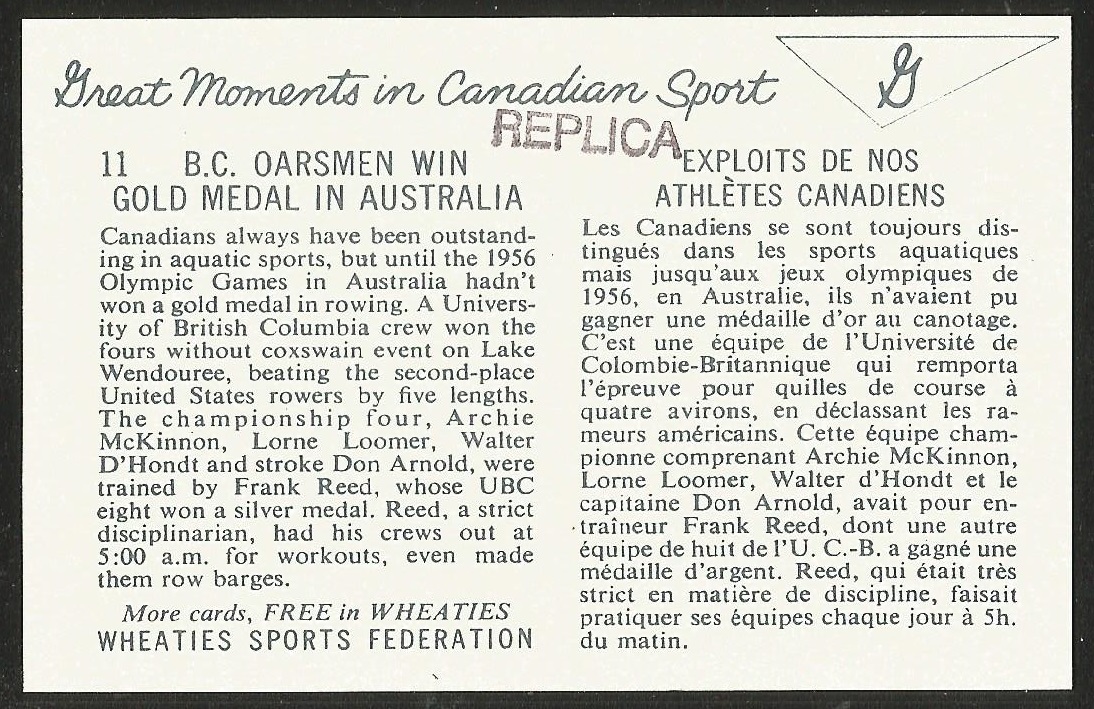 Great Moments in Canadian Sport
G
REPLICA
11 B.C. OARSMEN WIN
GOLD MEDAL IN AUSTRALIA
Canadians always have been outstand-
ing in aquatic sports, but until the 1956
Olympic Games in Australia hadn't
won a gold medal in rowing. A Univers-
ity of British Columbia crew won the
fours without coxswain event on Lake
Wendouree, beating the second-place
United States rowers by five lengths.
The championship four, Archie
McKinnon, Lorne Loomer, Walter
D'Hondt and stroke Don Arnold, were
trained by Frank Reed, whose UBC
eight won a silver medal. Reed, a strict
disciplinarian, had his crews out at
5:00 a.m. for workouts, even made
them row barges.
More cards, FREE in WHEATIES
WHEATIES SPORTS FEDERATION
EXPLOITS DE NOS
ATHLÈTES CANADIENS
Les Canadiens se sont toujours dis-
tingués dans les sports aquatiques
mais jusqu'aux jeux olympiques de
1956, en Australie, ils n'avaient pu
gagner une médaille d'or au canotage.
C'est une équipe de l'Université de
Colombie-Britannique qui remporta
l'épreuve pour quilles de course à
quatre avirons, en déclassant les ra-
meurs américains. Cette équipe cham-
pionne comprenant Archie McKinnon,
Lorne Loomer, Walter d'Hondt et le
capitaine Don Arnold, avait pour en-
traîneur Frank Reed, dont une autre
équipe de huit de l'U. C.-B. a gagné une
médaille d'argent. Reed, qui était très
strict en matière de discipline, faisait
pratiquer ses équipes chaque jour à 5h.
du matin.